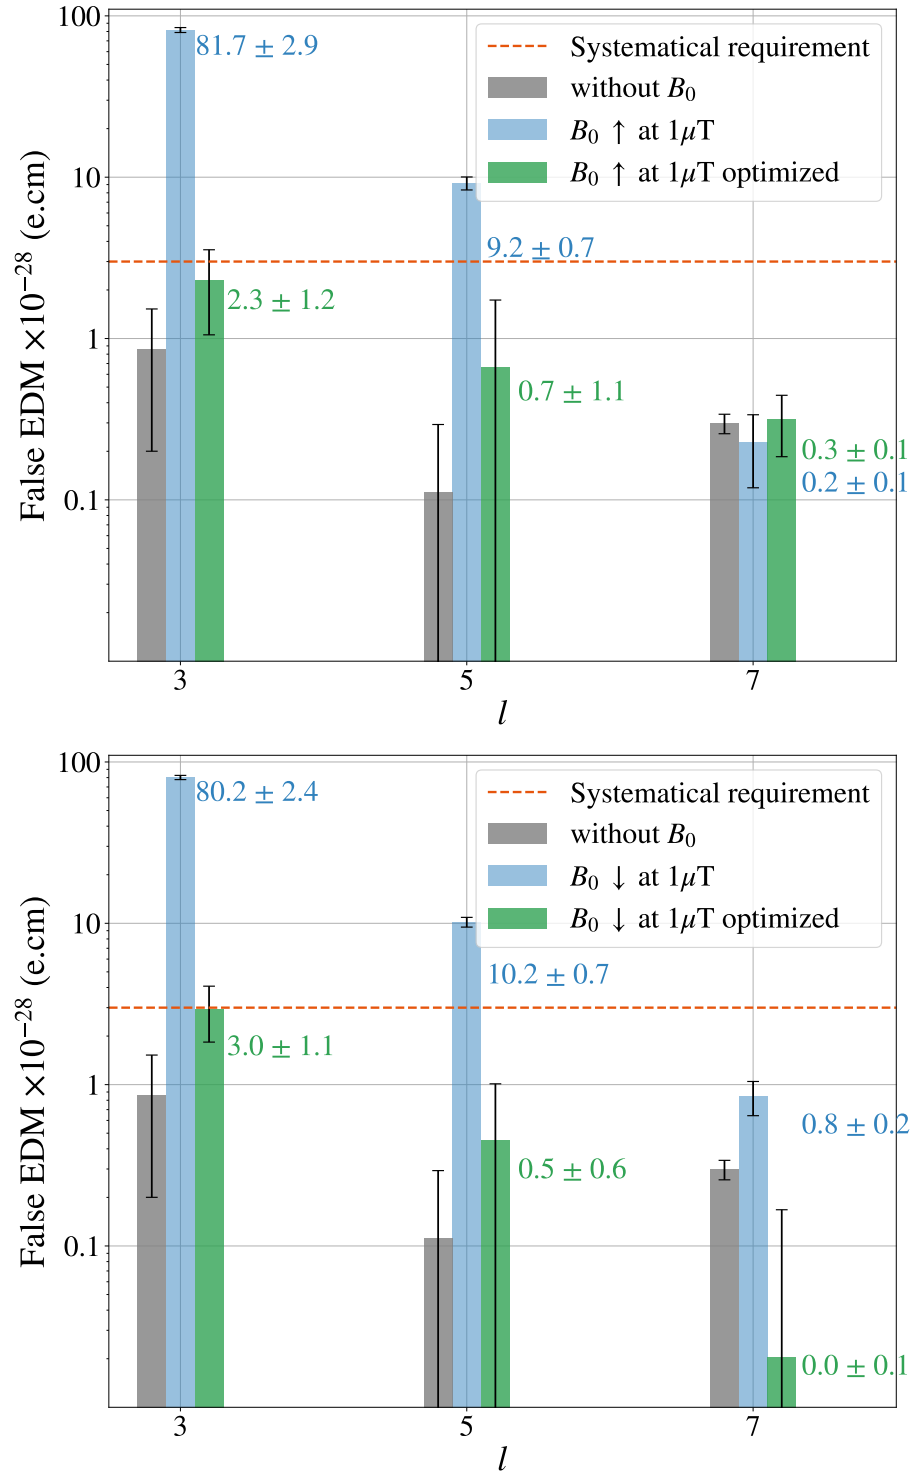 100
10
1
0.1
False EDM ×10⁻²⁸ (e.cm)
Systematical requirement
without B₀
B₀ ↑ at 1μT
B₀ ↑ at 1μT optimized
81.7 ± 2.9
2.3 ± 1.2
9.2 ± 0.7
0.7 ± 1.1
0.3 ± 0.1
0.2 ± 0.1
3 5 7
l
100
10
1
0.1
False EDM ×10⁻²⁸ (e.cm)
Systematical requirement
without B₀
B₀ ↓ at 1μT
B₀ ↓ at 1μT optimized
80.2 ± 2.4
3.0 ± 1.1
10.2 ± 0.7
0.5 ± 0.6
0.8 ± 0.2
0.0 ± 0.1
3 5 7
l